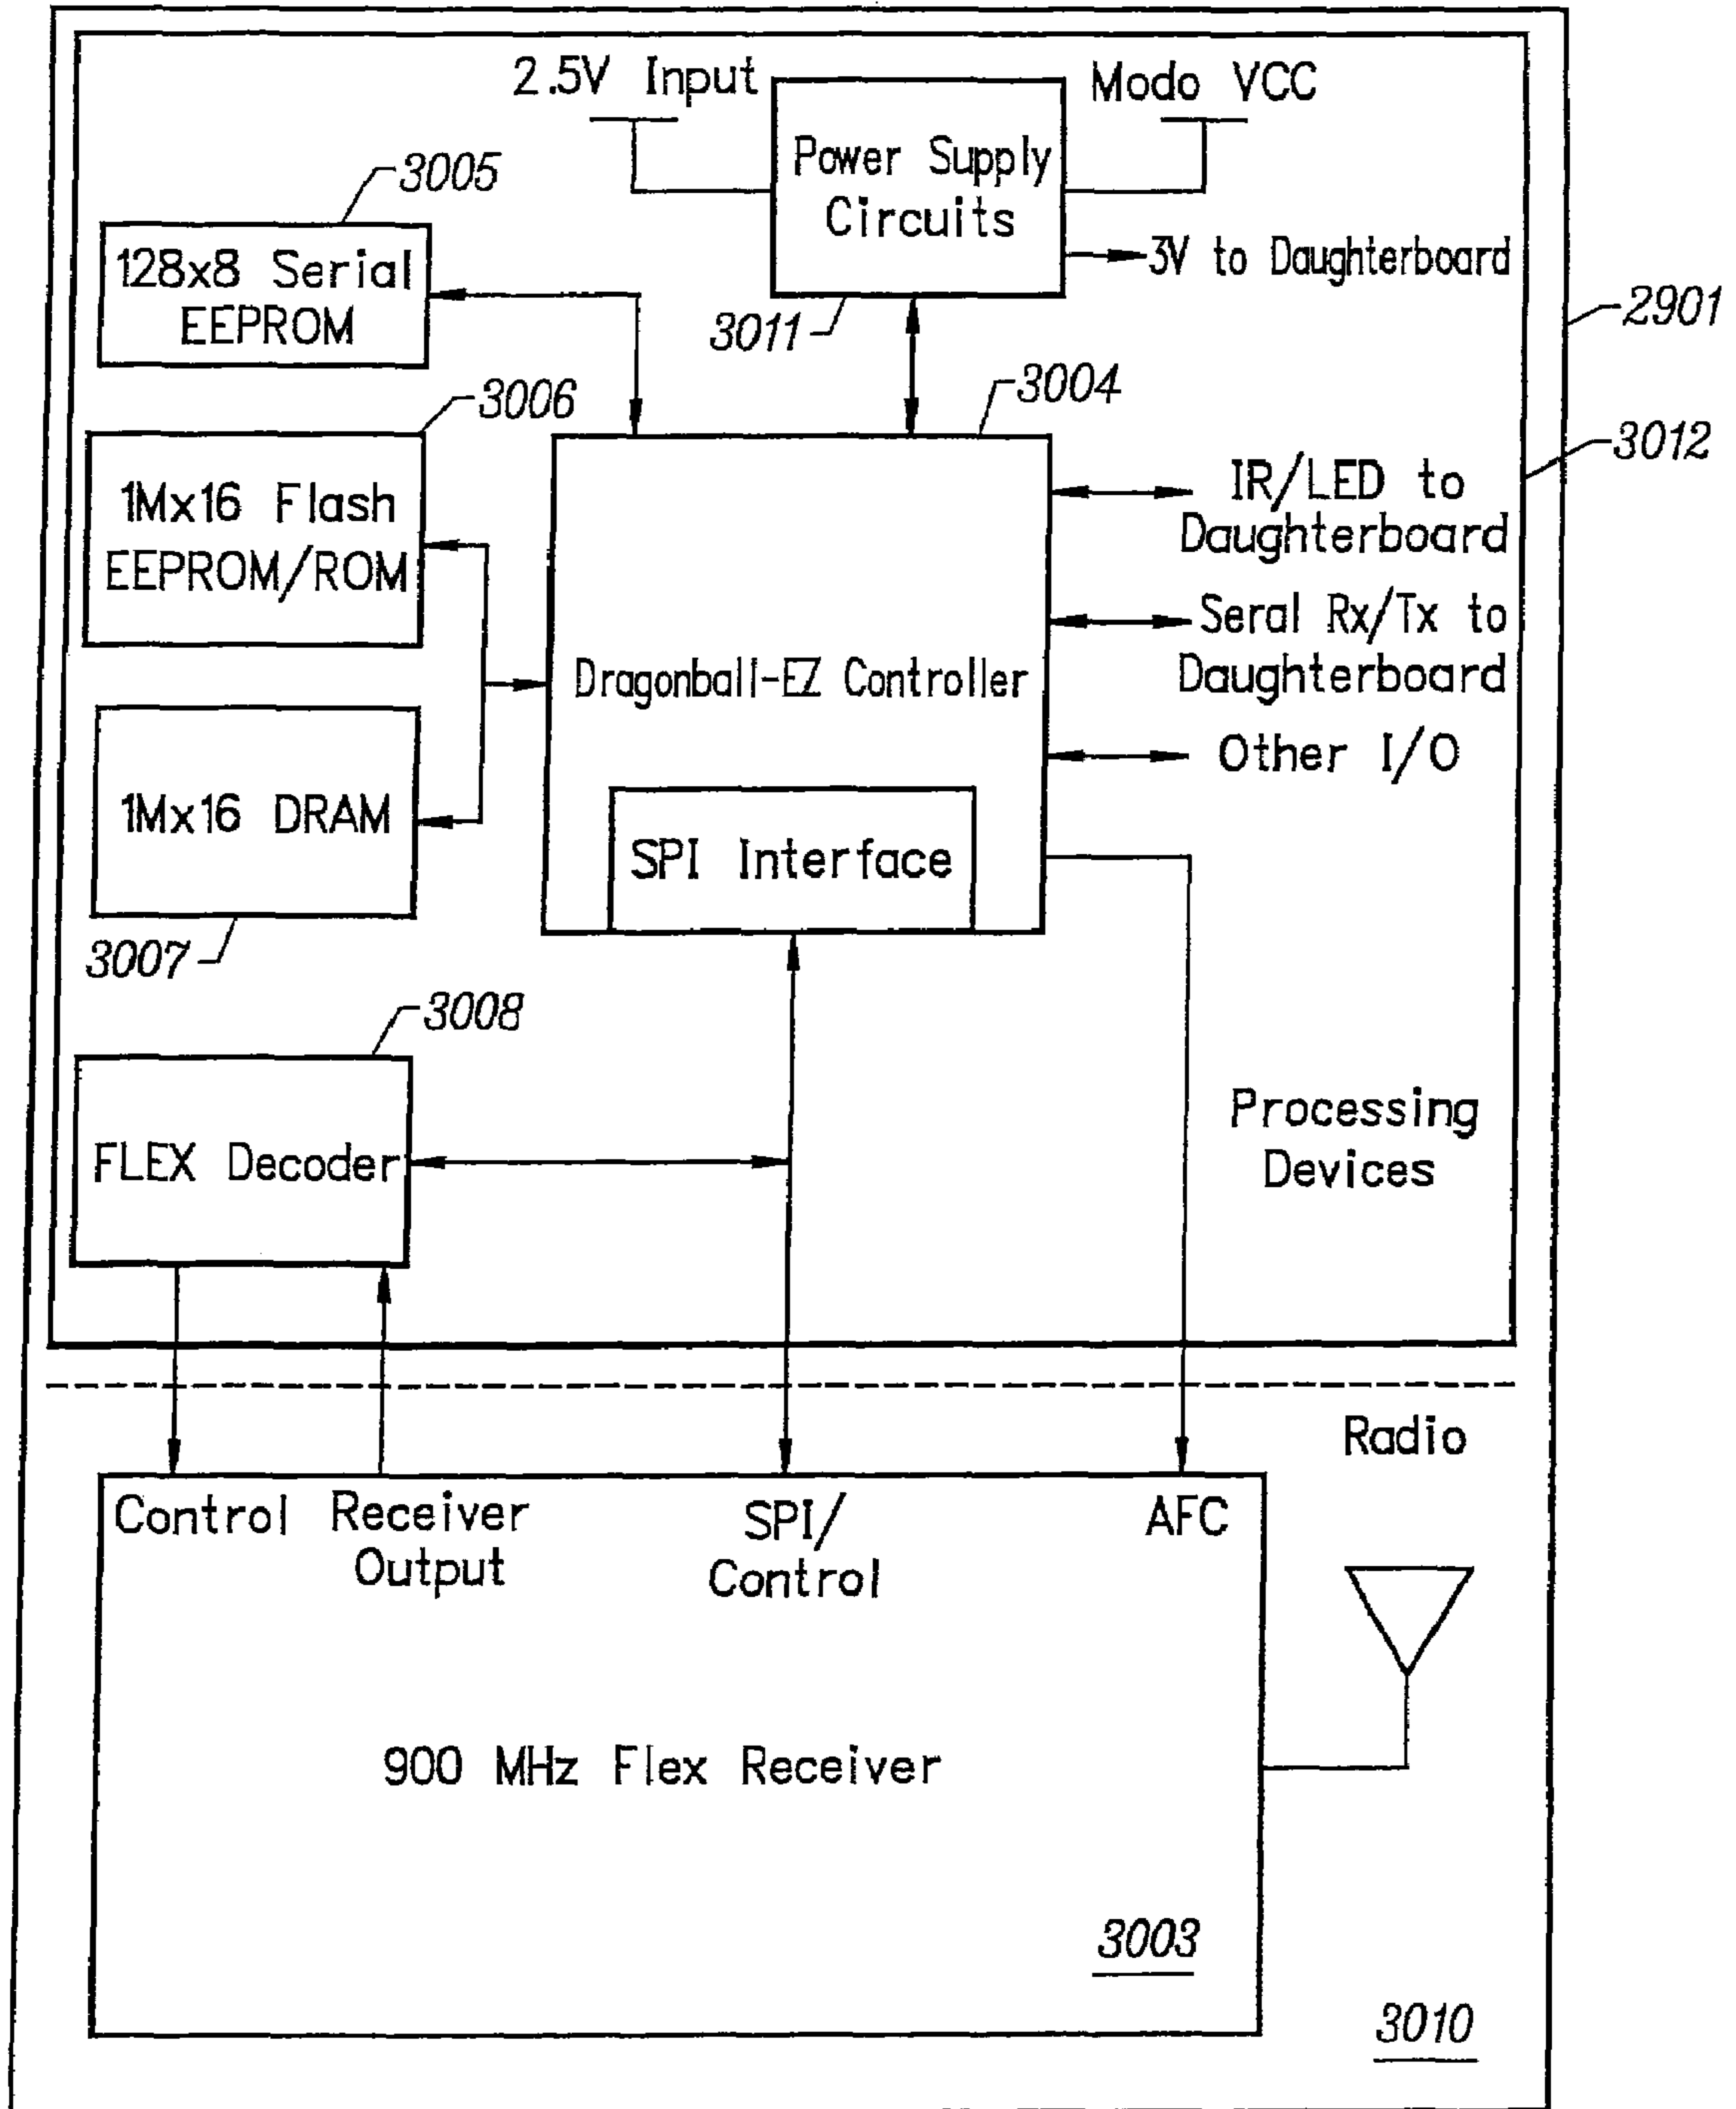 2.5V Input
Modo VCC
Power Supply
Circuits
3V to Daughterboard
3011
3005
128x8 Serial
EEPROM
2901
3006
3004
3012
1Mx16 Flash
EEPROM/ROM
IR/LED to
Daughterboard
Seral Rx/Tx to
Daughterboard
Dragonball-EZ Controller
Other I/O
1Mx16 DRAM
SPI Interface
3007
3008
FLEX Decoder
Processing
Devices
Radio
Control
Receiver
Output
SPI/
Control
AFC
900 MHz Flex Receiver
3003
3010